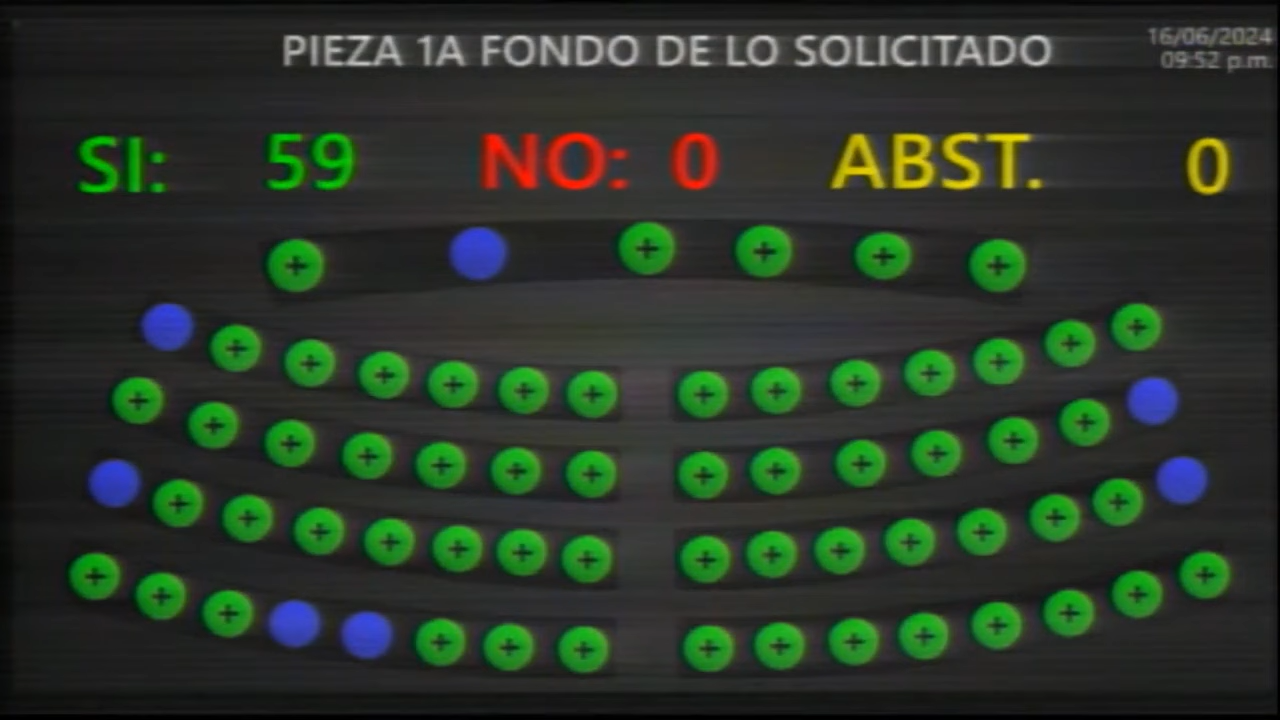 PIEZA 1A FONDO DE LO SOLICITADO
16/06/2024
09:52 p.m.
SI: 59 NO: 0 ABST. 0